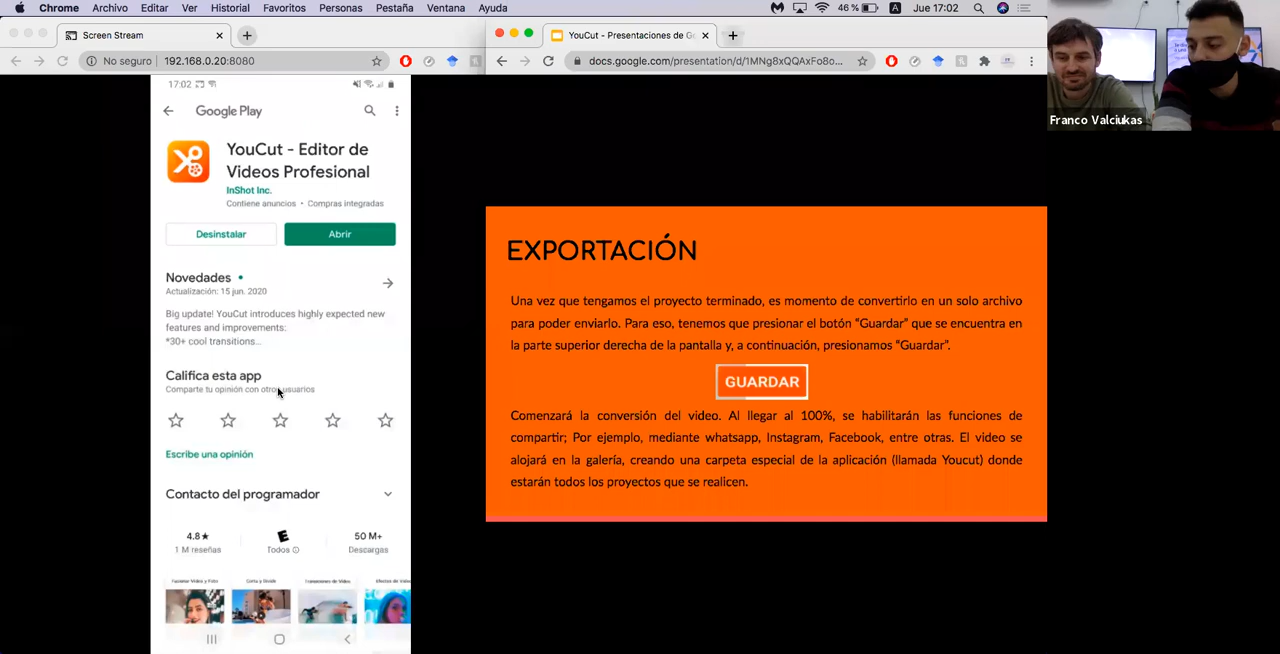 Chrome Archivo Editar Ver Historial Favoritos Personas Pestaña Ventana Ayuda
46 % A Jue 17:02
Screen Stream
No seguro 192.168.0.20:8080
YouCut - Presentaciones de G
docs.google.com/presentation/d/1MNg8xQQAxFo8o...
17:02
Google Play
YouCut - Editor de
Videos Profesional
InShot Inc.
Contiene anuncios • Compras integradas
Desinstalar Abrir
Novedades •
Actualización: 15 jun. 2020
Big update! YouCut introduces highly expected new
features and improvements:
*30+ cool transitions...
Califica esta app
Comparte tu opinión con otros usuarios
Escribe una opinión
Contacto del programador
4.8★ E 50 M+
1 M reseñas Todos Descargas
Corta y Divide Transiciones de Video Efectos de Video
EXPORTACIÓN
Una vez que tengamos el proyecto terminado, es momento de convertirlo en un solo archivo
para poder enviarlo. Para eso, tenemos que presionar el botón “Guardar” que se encuentra en
la parte superior derecha de la pantalla y, a continuación, presionamos “Guardar”.
GUARDAR
Comenzará la conversión del video. Al llegar al 100%, se habilitarán las funciones de
compartir; Por ejemplo, mediante whatsapp, Instagram, Facebook, entre otras. El video se
alojará en la galería, creando una carpeta especial de la aplicación (llamada Youcut) donde
estarán todos los proyectos que se realicen.
Franco Valciukas